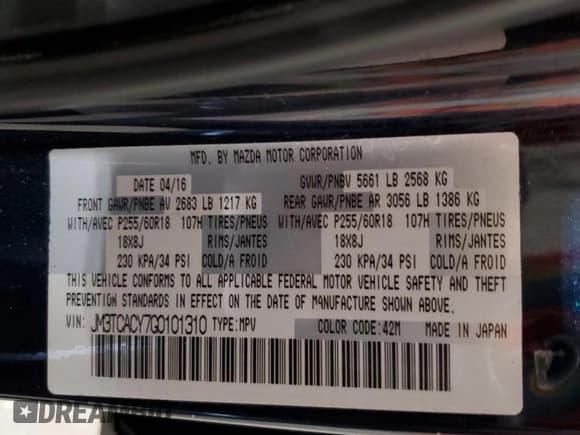 MFD. BY MAZDA MOTOR CORPORATION
DATE 04/16 GVWR/PNBV 5661 LB 2568 KG
FRONT GAWR/PNBE AV 2683 LB 1217 KG REAR GAWR/PNBE AR 3056 LB 1386 KG
WITH/AVEC P255/60R18 107H TIRES/PNEUS WITH/AVEC P255/60R18 107H TIRES/PNEUS
18X8J RIMS/JANTES 18X8J RIMS/JANTES
230 KPA/34 PSI COLD/A FROID 230 KPA/34 PSI COLD/A FROID
THIS VEHICLE CONFORMS TO ALL APPLICABLE FEDERAL MOTOR VEHICLE SAFETY AND THEFT
PREVENTION STANDARDS IN EFFECT ON THE DATE OF MANUFACTURE SHOWN ABOVE.
VIN: JM3TCACY7G0101310 TYPE:MPV COLOR CODE:42M MADE IN JAPAN